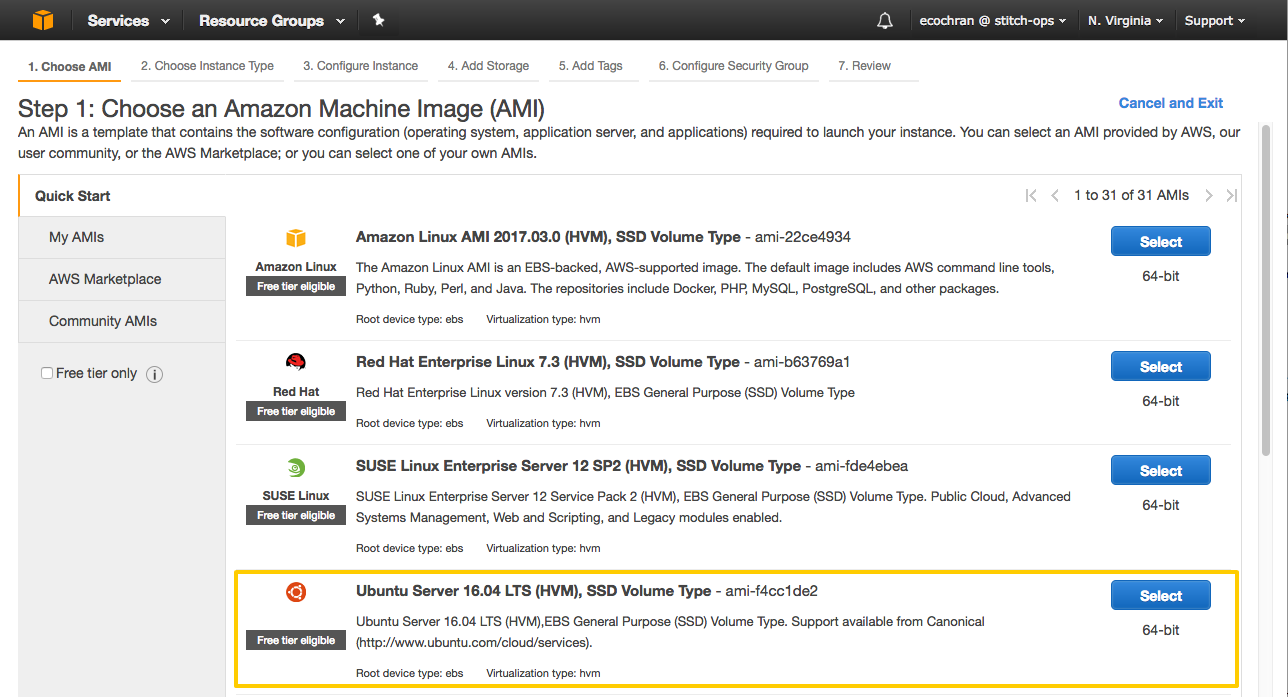 Services Resource Groups ecochran @ stitch-ops N. Virginia Support
1. Choose AMI 2. Choose Instance Type 3. Configure Instance 4. Add Storage 5. Add Tags 6. Configure Security Group 7. Review
Step 1: Choose an Amazon Machine Image (AMI)
Cancel and Exit
An AMI is a template that contains the software configuration (operating system, application server, and applications) required to launch your instance. You can select an AMI provided by AWS, our
user community, or the AWS Marketplace; or you can select one of your own AMIs.
Quick Start
My AMIs
AWS Marketplace
Community AMIs
Free tier only
1 to 31 of 31 AMIs
Amazon Linux
Free tier eligible
Amazon Linux AMI 2017.03.0 (HVM), SSD Volume Type - ami-22ce4934
The Amazon Linux AMI is an EBS-backed, AWS-supported image. The default image includes AWS command line tools,
Python, Ruby, Perl, and Java. The repositories include Docker, PHP, MySQL, PostgreSQL, and other packages.
Root device type: ebs Virtualization type: hvm
Select
64-bit
Red Hat
Free tier eligible
Red Hat Enterprise Linux 7.3 (HVM), SSD Volume Type - ami-b63769a1
Red Hat Enterprise Linux version 7.3 (HVM), EBS General Purpose (SSD) Volume Type
Root device type: ebs Virtualization type: hvm
Select
64-bit
SUSE Linux
Free tier eligible
SUSE Linux Enterprise Server 12 SP2 (HVM), SSD Volume Type - ami-fde4ebea
SUSE Linux Enterprise Server 12 Service Pack 2 (HVM), EBS General Purpose (SSD) Volume Type. Public Cloud, Advanced
Systems Management, Web and Scripting, and Legacy modules enabled.
Root device type: ebs Virtualization type: hvm
Select
64-bit
Free tier eligible
Ubuntu Server 16.04 LTS (HVM), SSD Volume Type - ami-f4cc1de2
Ubuntu Server 16.04 LTS (HVM),EBS General Purpose (SSD) Volume Type. Support available from Canonical
(http://www.ubuntu.com/cloud/services).
Root device type: ebs Virtualization type: hvm
Select
64-bit